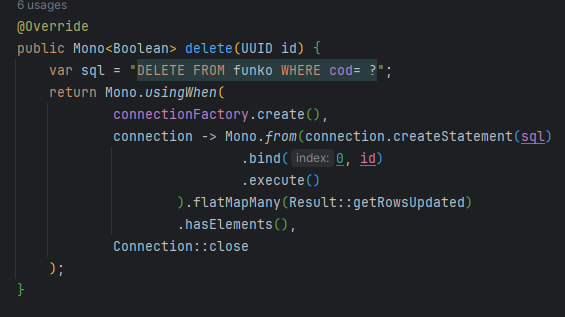 6 usages
@Override
public Mono<Boolean> delete(UUID id) {
var sql = "DELETE FROM funko WHERE cod= ?";
return Mono.usingWhen(
connectionFactory.create(),
connection -> Mono.from(connection.createStatement(sql)
.bind( index: 0, id)
.execute()
).flatMapMany(Result::getRowsUpdated)
.hasElements(),
Connection::close
);
}